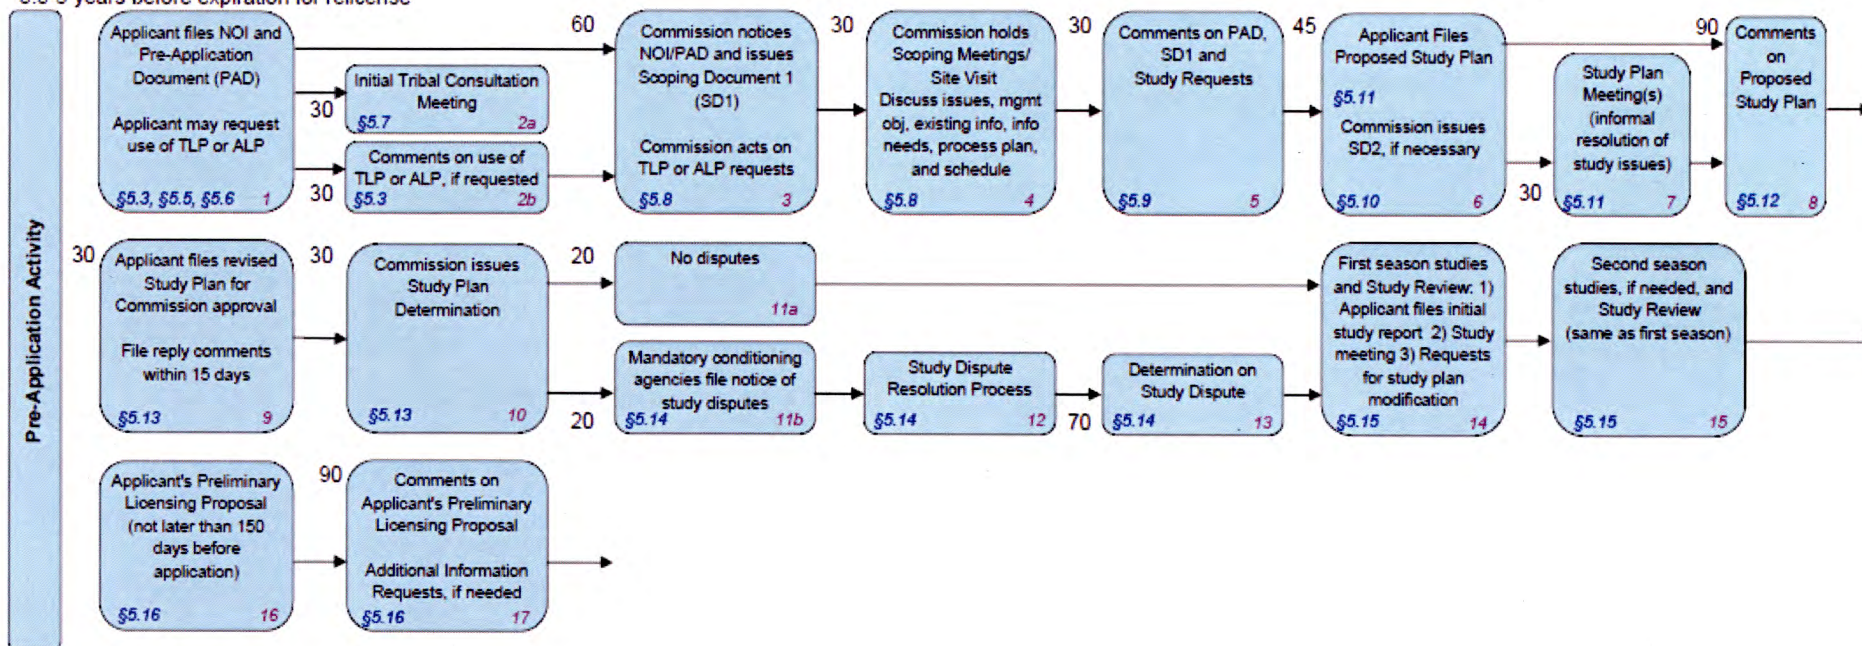 5.5-5 years before expiration for relicense
Pre-Application Activity
Applicant files NOI and
Pre-Application
Document (PAD)
Applicant may request
use of TLP or ALP
§5.3, §5.5, §5.6 1
30
Initial Tribal Consultation
Meeting
§5.7 2a
30
Comments on use of
TLP or ALP, if requested
§5.3 2b
60
Commission notices
NOI/PAD and issues
Scoping Document 1
(SD1)
Commission acts on
TLP or ALP requests
§5.8 3
30
Commission holds
Scoping Meetings/
Site Visit
Discuss issues, mgmt
obj, existing info, info
needs, process plan,
and schedule
§5.8 4
30
Comments on PAD,
SD1 and
Study Requests
§5.9 5
45
Applicant Files
Proposed Study Plan
§5.11
Commission issues
SD2, if necessary
§5.10 6
30
Study Plan
Meeting(s)
(informal
resolution of
study issues)
§5.11 7
90
Comments
on
Proposed
Study Plan
§5.12 8
30
Applicant files revised
Study Plan for
Commission approval
File reply comments
within 15 days
§5.13 9
30
Commission issues
Study Plan
Determination
§5.13 10
20
No disputes
11a
20
Mandatory conditioning
agencies file notice of
study disputes
§5.14 11b
Study Dispute
Resolution Process
§5.14 12
70
Determination on
Study Dispute
§5.14 13
First season studies
and Study Review: 1)
Applicant files initial
study report 2) Study
meeting 3) Requests
for study plan
modification
§5.15 14
Second season
studies, if needed, and
Study Review
(same as first season)
§5.15 15
Applicant's Preliminary
Licensing Proposal
(not later than 150
days before
application)
§5.16 16
90
Comments on
Applicant's Preliminary
Licensing Proposal
Additional Information
Requests, if needed
§5.16 17